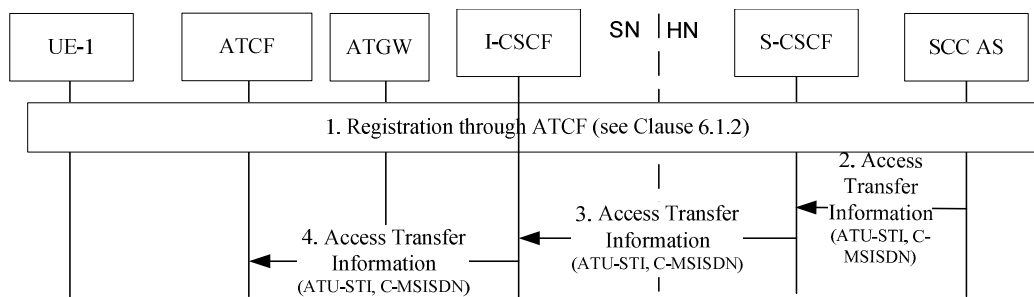 SN HN
UE-1
ATCF
ATGW
I-CSCF
S-CSCF
SCC AS
1. Registration through ATCF (see Clause 6.1.2)
2. Access
Transfer
Information
(ATU-STI, C-
MSISDN)
3. Access Transfer
Information
(ATU-STI, C-MSISDN)
4. Access Transfer
Information
(ATU-STI, C-MSISDN)